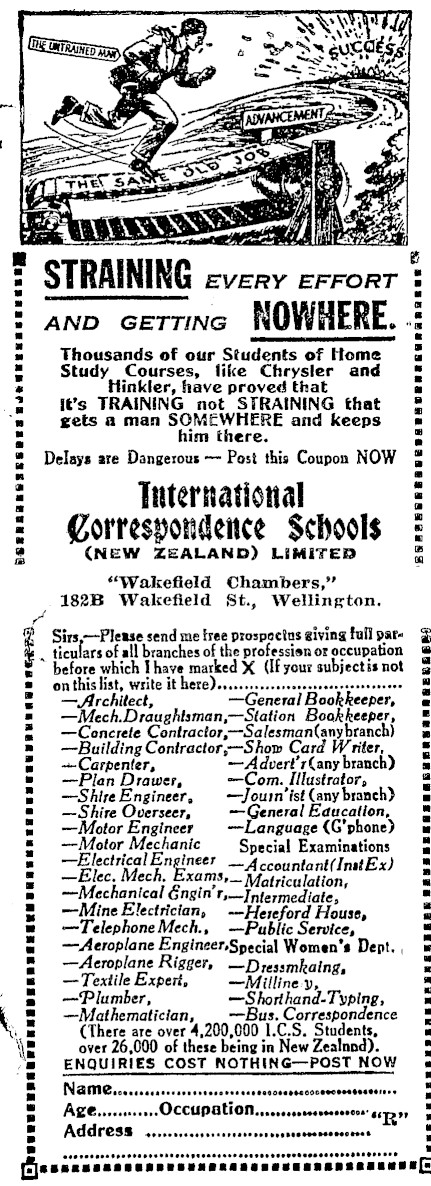 THE UNTRAINED MAN
SUCCESS
ADVANCEMENT
THE SAME OLD JOB
STRAINING EVERY EFFORT
AND GETTING NOWHERE.
Thousands of our Students of Home
Study Courses, like Chrysler and
Hinkler, have proved that
It's TRAINING not STRAINING that
gets a man SOMEWHERE and keeps
him there.
Delays are Dangerous — Post this Coupon NOW
International
Correspondence Schools
(NEW ZEALAND) LIMITED
"Wakefield Chambers,"
182B Wakefield St., Wellington.
Sirs,—Please send me free prospectus giving full par-
ticulars of all branches of the profession or occupation
before which I have marked X (If your subject is not
on this list, write it here)..............................
—Architect,
—Mech.Draughtsman,
—Concrete Contractor,
—Building Contractor,
—Carpenter,
—Plan Drawer,
—Shire Engineer,
—Shire Overseer,
—Motor Engineer
—Motor Mechanic
—Electrical Engineer
—Elec. Mech. Exams,
—Mechanical Engin'r,
—Mine Electrician,
—Telephone Mech.,
—Aeroplane Engineer,
—Aeroplane Rigger,
—Textile Expert,
—Plumber,
—Mathematician,
—General Bookkeeper,
—Station Bookkeeper,
—Salesman (any branch)
—Show Card Writer,
—Advert'r (any branch)
—Com. Illustrator,
—Journ'ist (any branch)
—General Education,
—Language (G'phone)
Special Examinations
—Accountant (Inst Ex)
—Matriculation,
—Intermediate,
—Hereford House,
—Public Service,
Special Women's Dept.
—Dressmkaing,
—Milline y,
—Shorthand-Typing,
—Bus. Correspondence
(There are over 4,200,000 I.C.S. Students,
over 26,000 of these being in New Zealnad).
ENQUIRIES COST NOTHING—POST NOW
Name..................................................
Age............Occupation......................
"R"
Address ........................................
..................................................